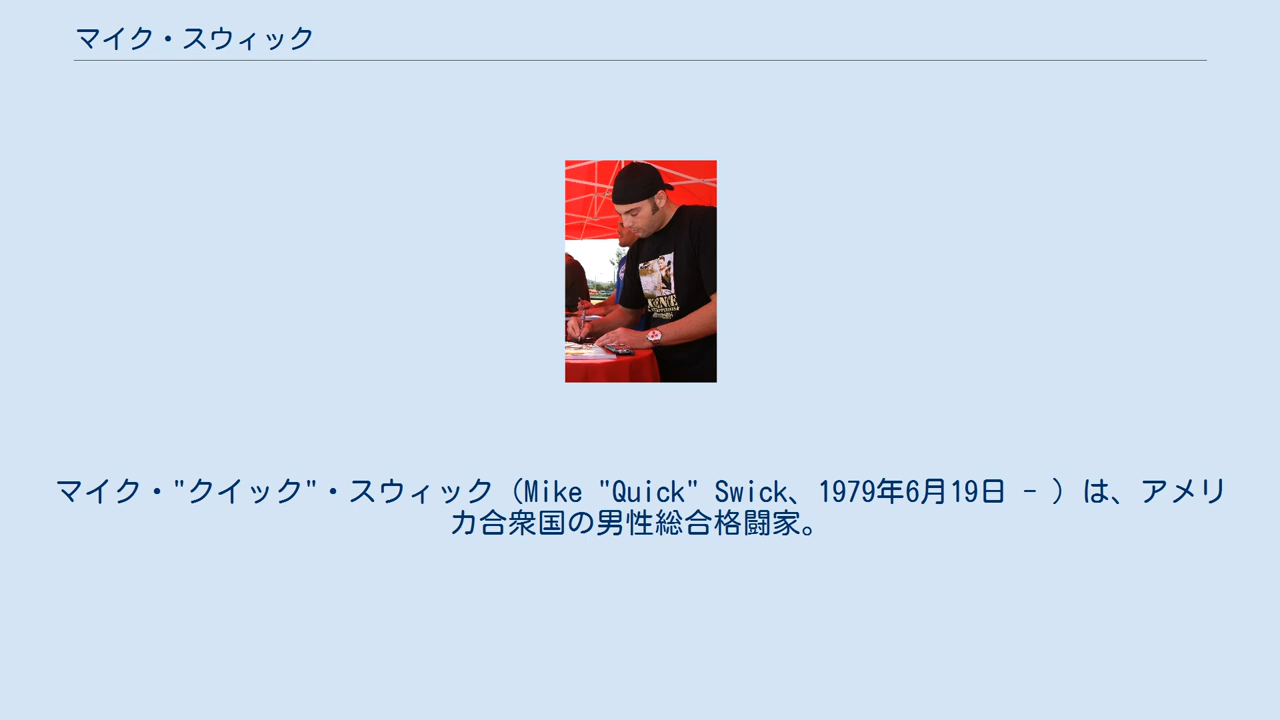 マイク・スウィック
マイク・"クイック"・スウィック（Mike "Quick" Swick、1979年6月19日 - ）は、アメリ
カ合衆国の男性総合格闘家。